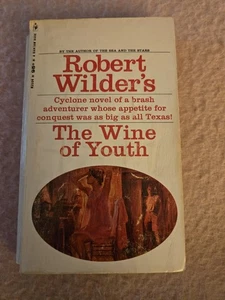 BY THE AUTHOR OF THE SEA AND THE STARS
Robert
Wilder's
Cyclone novel of a brash
adventurer whose appetite for
conquest was as big as all Texas!
The Wine
of Youth